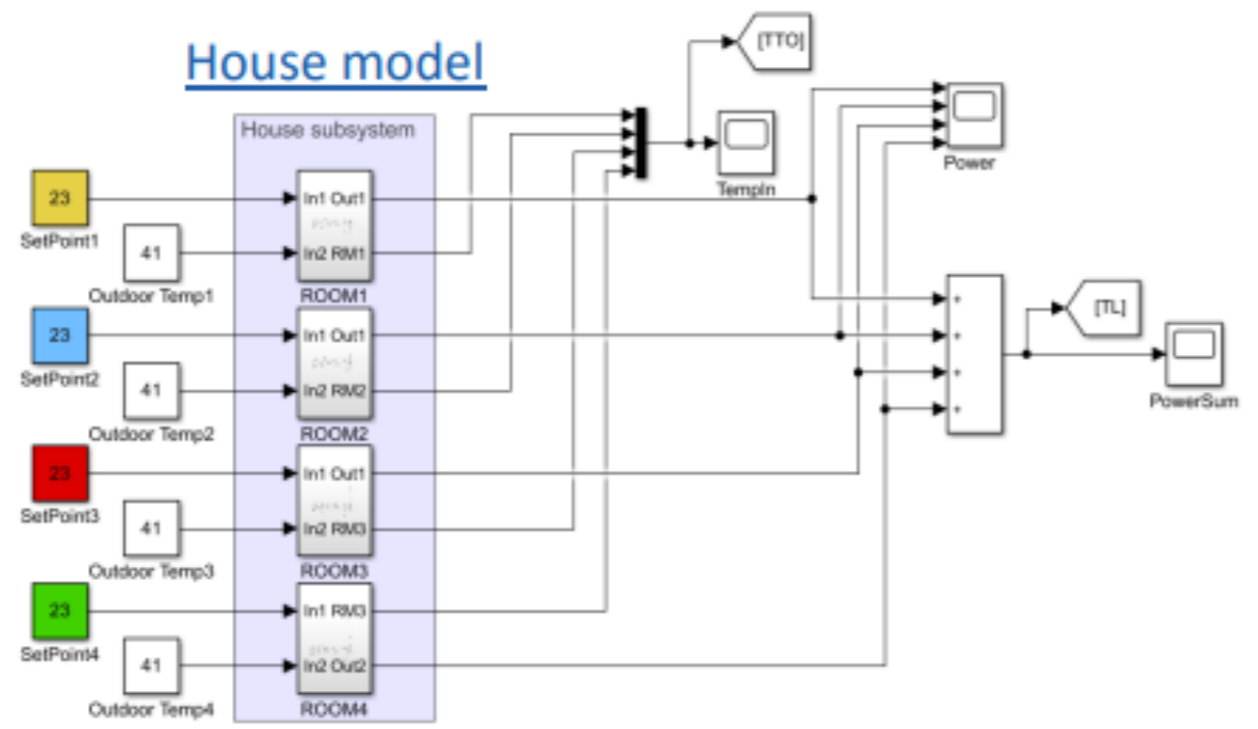 House model
[TTO]
House subsystem
TempIn
Power
23
SetPoint1
In1 Out1
In2 RM1
ROOM1
41
Outdoor Temp1
23
SetPoint2
In1 Out1
In2 RM2
ROOM2
41
Outdoor Temp2
+
+
+
+
[TL]
PowerSum
23
SetPoint3
In1 Out1
In2 RM3
ROOM3
41
Outdoor Temp3
23
SetPoint4
In1 RM3
In2 Out2
ROOM4
41
Outdoor Temp4